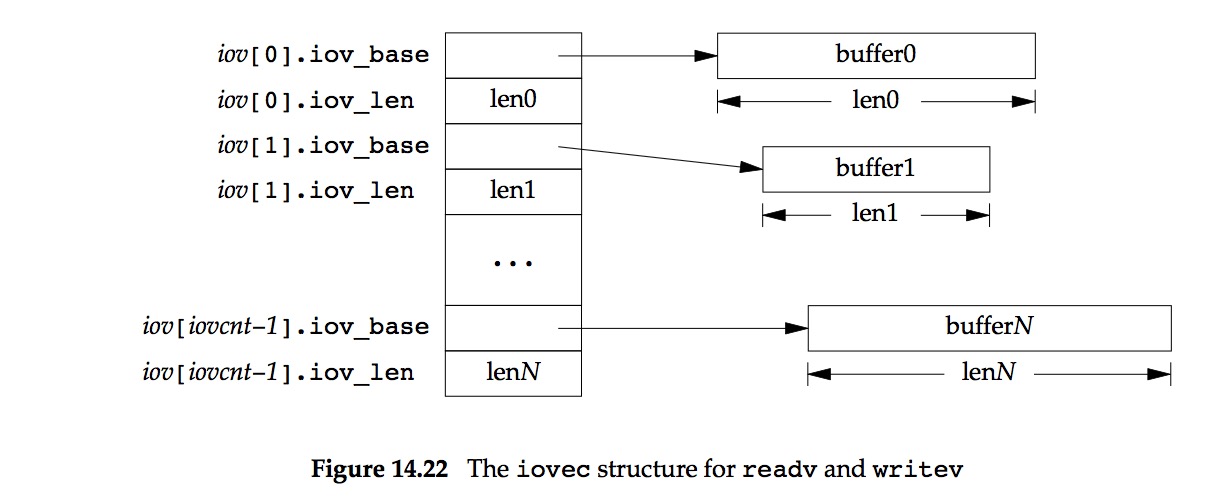 iov[0].iov_base buffer0
iov[0].iov_len len0 len0
iov[1].iov_base buffer1
iov[1].iov_len len1 len1
...
iov[iovcnt–1].iov_base bufferN
iov[iovcnt–1].iov_len lenN lenN
Figure 14.22 The iovec structure for readv and writev